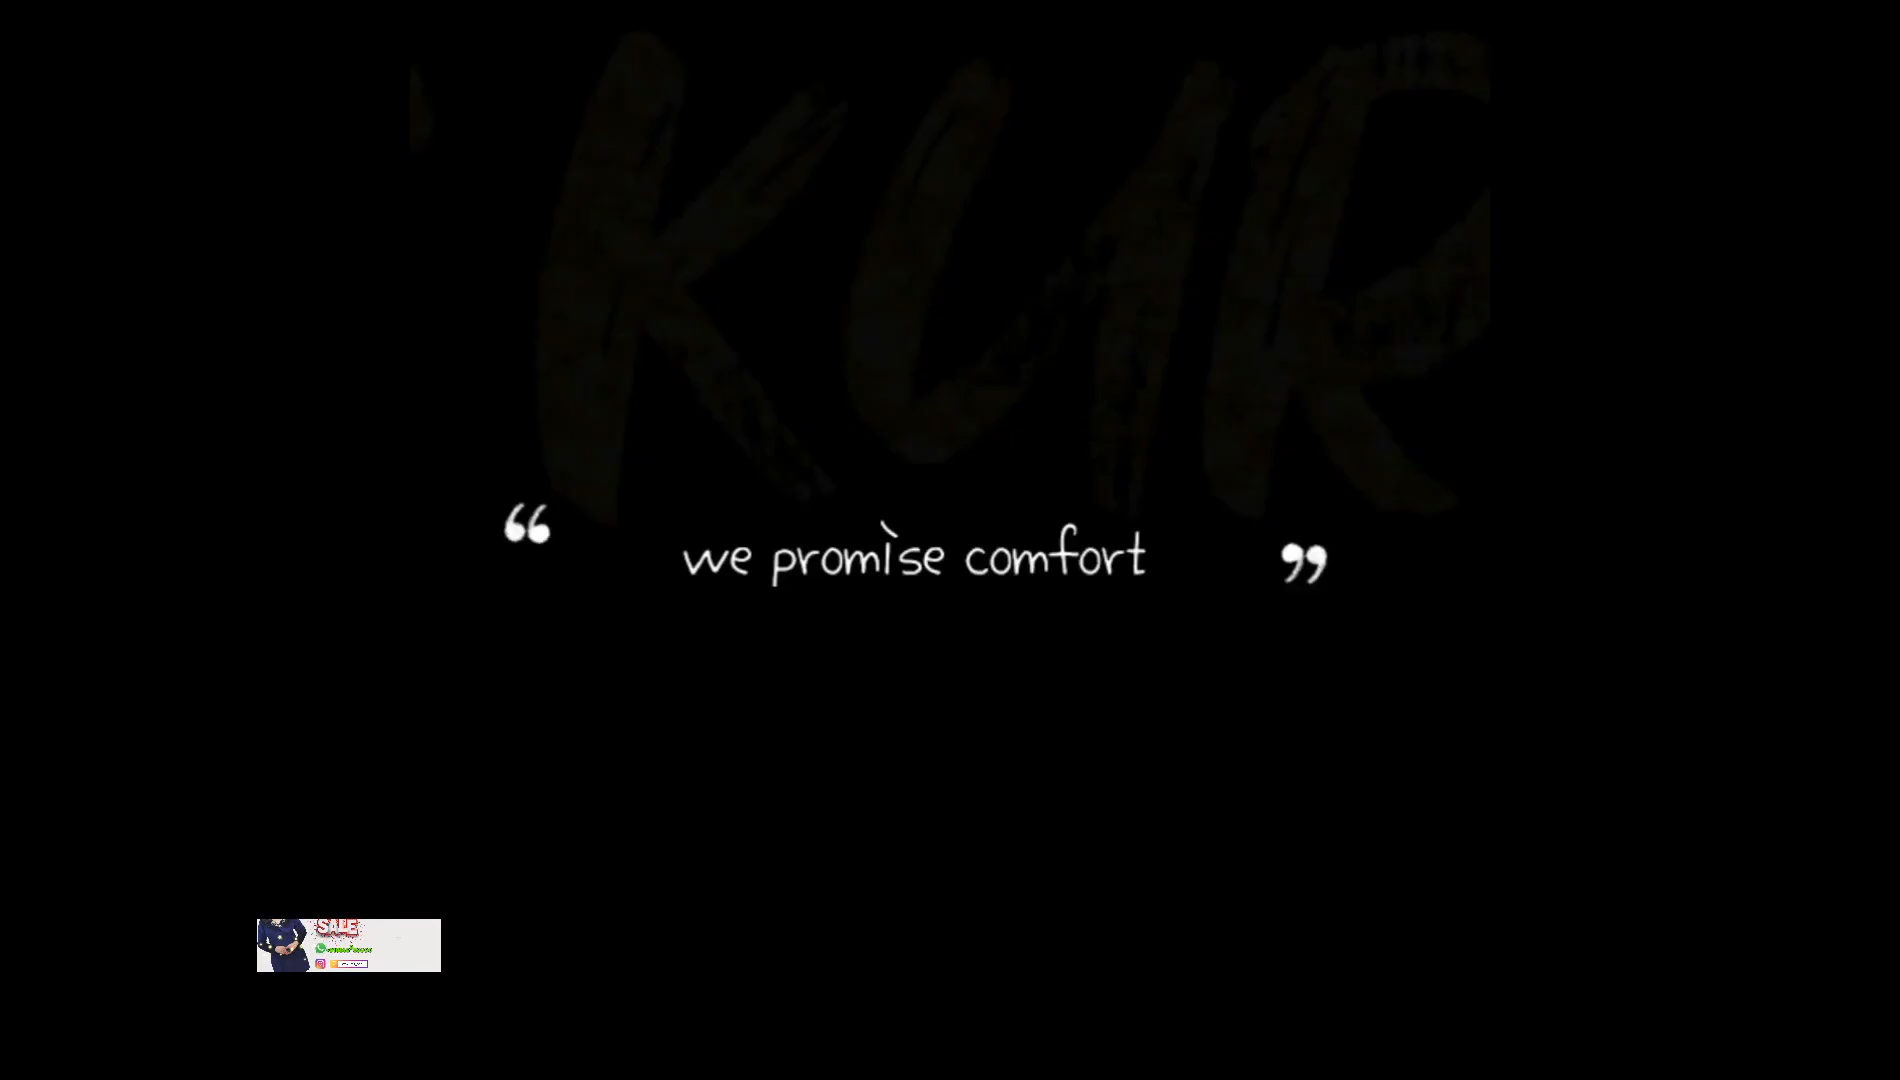 KUR
“ we promise comfort ”
SALE